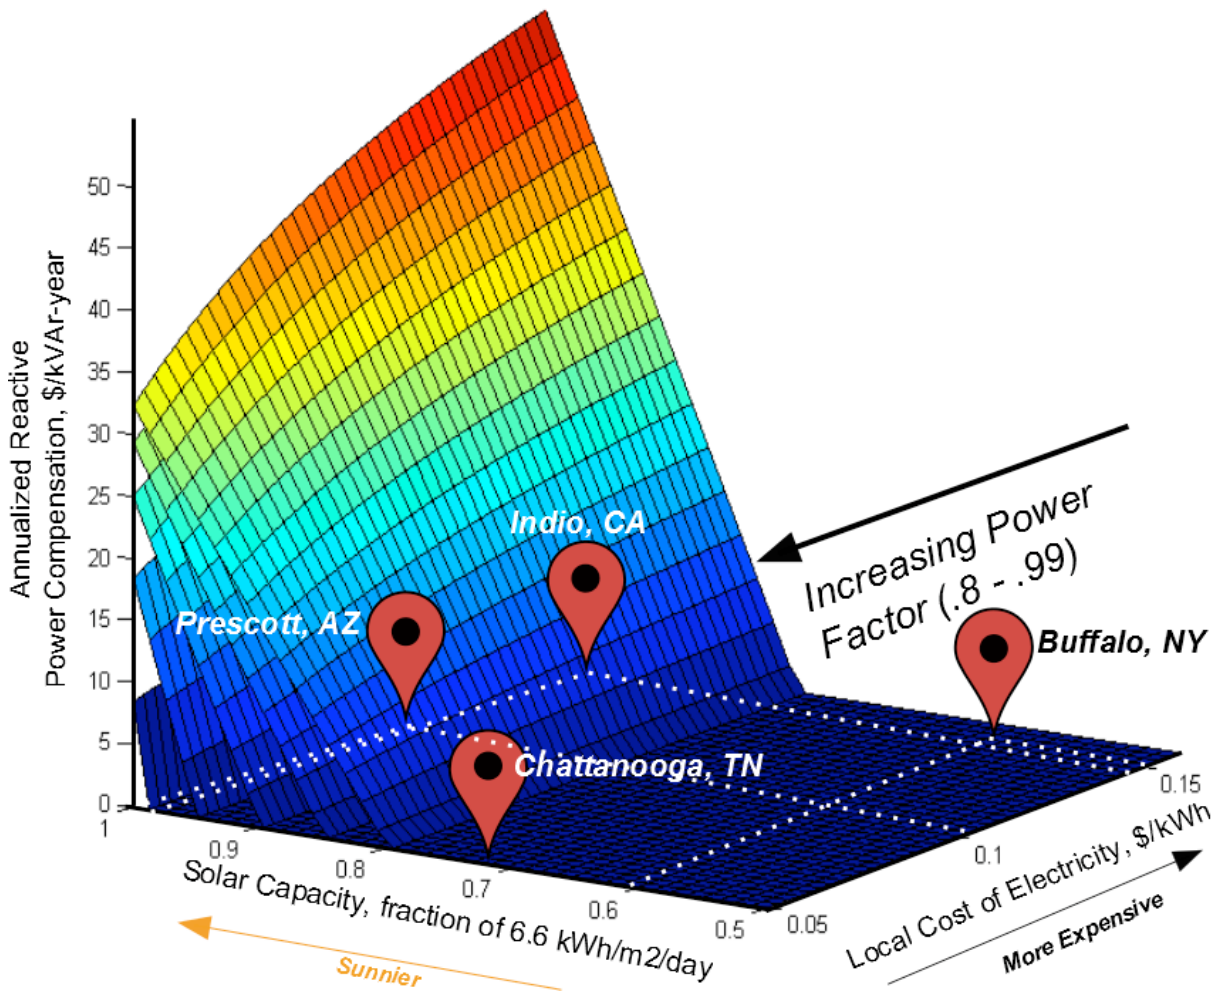 Annualized Reactive
Power Compensation, $/kVAr-year
50
45
40
35
30
25
20
15
10
5
0
Indio, CA
Prescott, AZ
Chattanooga, TN
Buffalo, NY
Increasing Power
Factor (.8 - .99)
1
0.9
0.8
0.7
0.6
0.5
Solar Capacity, fraction of 6.6 kWh/m2/day
Sunnier
0.05
0.1
0.15
Local Cost of Electricity, $/kWh
More Expensive